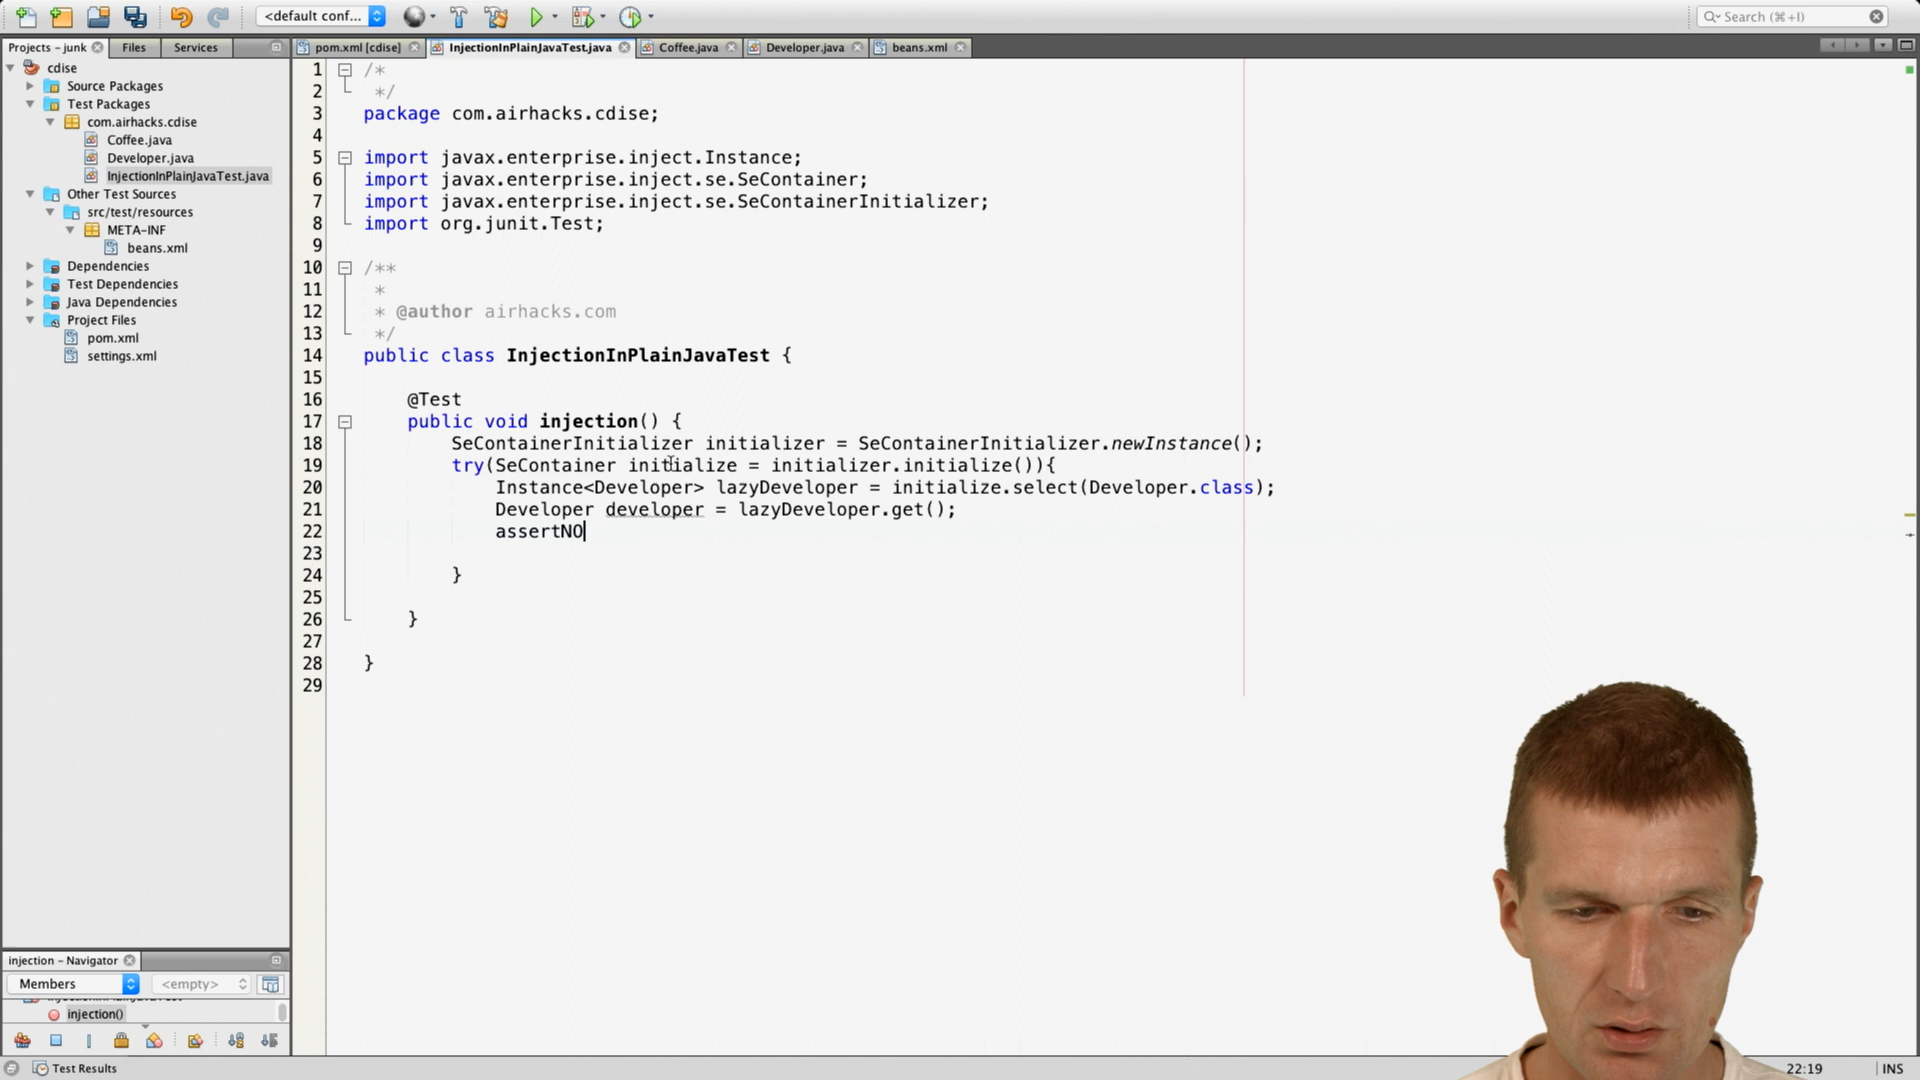 <default conf...
Search (⌘+I)
Projects – junk
Files
Services
pom.xml [cdise]
InjectionInPlainJavaTest.java
Coffee.java
Developer.java
beans.xml
cdise
Source Packages
Test Packages
com.airhacks.cdise
Coffee.java
Developer.java
InjectionInPlainJavaTest.java
Other Test Sources
src/test/resources
META-INF
beans.xml
Dependencies
Test Dependencies
Java Dependencies
Project Files
pom.xml
settings.xml
1 /*
2 */
3 package com.airhacks.cdise;
4
5 import javax.enterprise.inject.Instance;
6 import javax.enterprise.inject.se.SeContainer;
7 import javax.enterprise.inject.se.SeContainerInitializer;
8 import org.junit.Test;
9
10 /**
11 *
12 * @author airhacks.com
13 */
14 public class InjectionInPlainJavaTest {
15
16 @Test
17 public void injection() {
18 SeContainerInitializer initializer = SeContainerInitializer.newInstance();
19 try(SeContainer initialize = initializer.initialize()){
20 Instance<Developer> lazyDeveloper = initialize.select(Developer.class);
21 Developer developer = lazyDeveloper.get();
22 assertNO
23
24 }
25
26 }
27
28 }
29
injection – Navigator
Members
<empty>
injection()
Test Results
22:19
INS